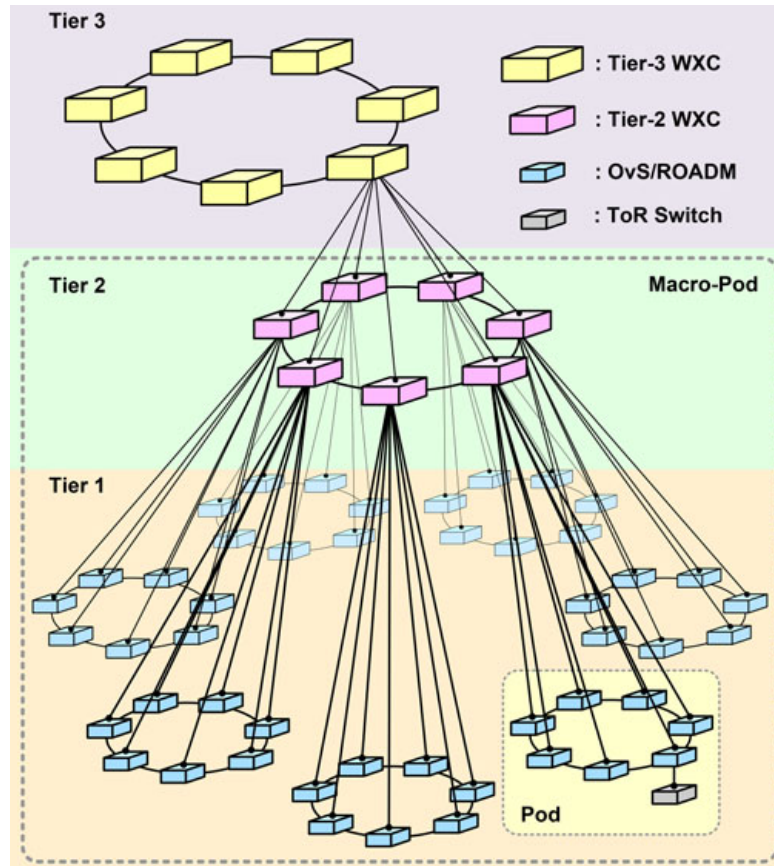 Tier 3
: Tier-3 WXC
: Tier-2 WXC
: OvS/ROADM
: ToR Switch
Tier 2
Macro-Pod
Tier 1
Pod